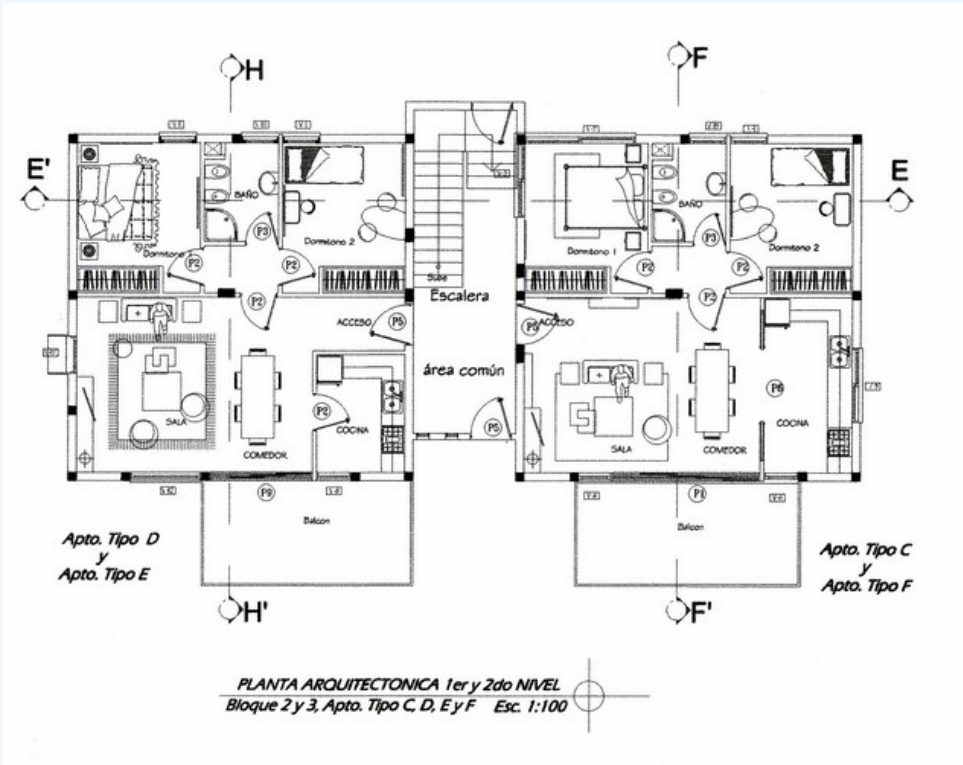 H
F
E'
E
BAÑO
BAÑO
P3
P3
Dormitorio 2
Dormitorio 1
Dormitorio 2
P2
P2
P2
P2
Sube
Escalera
P2
P2
ACCESO
P5
ACCESO
área común
P6
P2
SALA
COCINA
COCINA
P5
COMEDOR
SALA
COMEDOR
P9
P1
Balcon
Balcon
Apto. Tipo D
y
Apto. Tipo E
Apto. Tipo C
y
Apto. Tipo F
H'
F'
PLANTA ARQUITECTONICA 1er y 2do NIVEL
Bloque 2 y 3, Apto. Tipo C, D, E y F Esc. 1:100